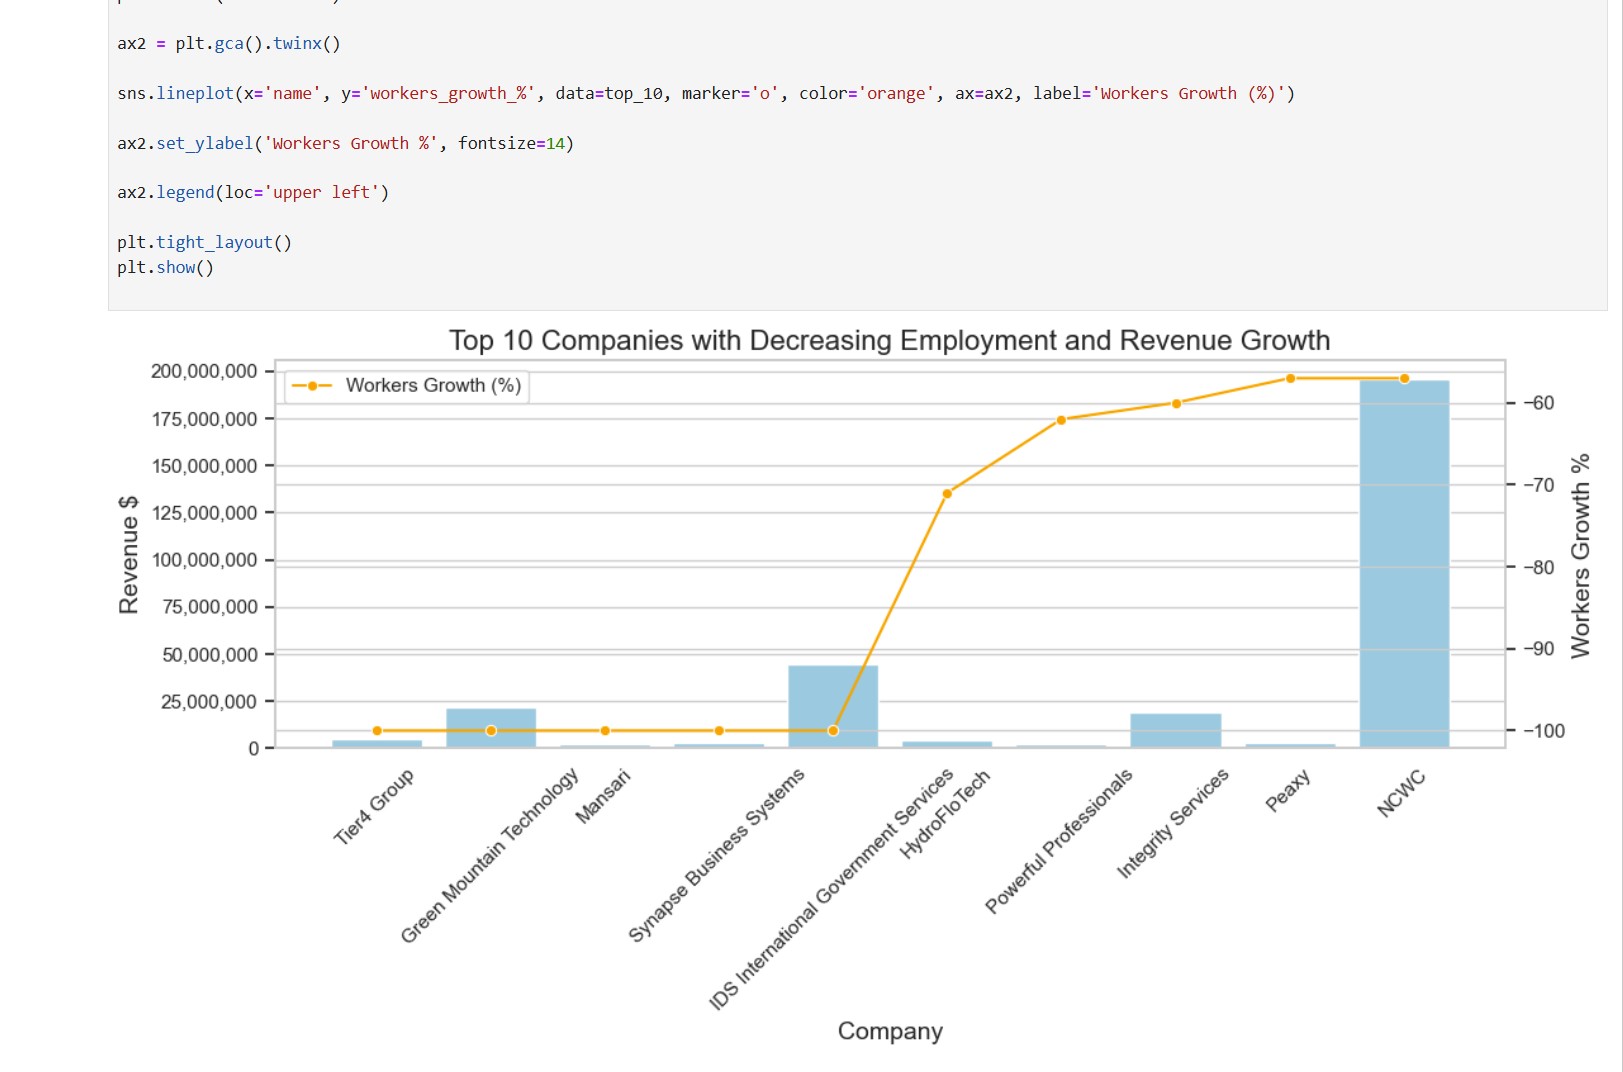 ax2 = plt.gca().twinx()
sns.lineplot(x='name', y='workers_growth_%', data=top_10, marker='o', color='orange', ax=ax2, label='Workers Growth (%)')
ax2.set_ylabel('Workers Growth %', fontsize=14)
ax2.legend(loc='upper left')
plt.tight_layout()
plt.show()
Top 10 Companies with Decreasing Employment and Revenue Growth
Workers Growth (%)
Revenue $
200,000,000
175,000,000
150,000,000
125,000,000
100,000,000
75,000,000
50,000,000
25,000,000
0
−60
−70
−80
−90
−100
Workers Growth %
Tier4 Group
Green Mountain Technology
Mansari
Synapse Business Systems
IDS International Government Services
HydroFloTech
Powerful Professionals
Integrity Services
Peaxy
NCWC
Company